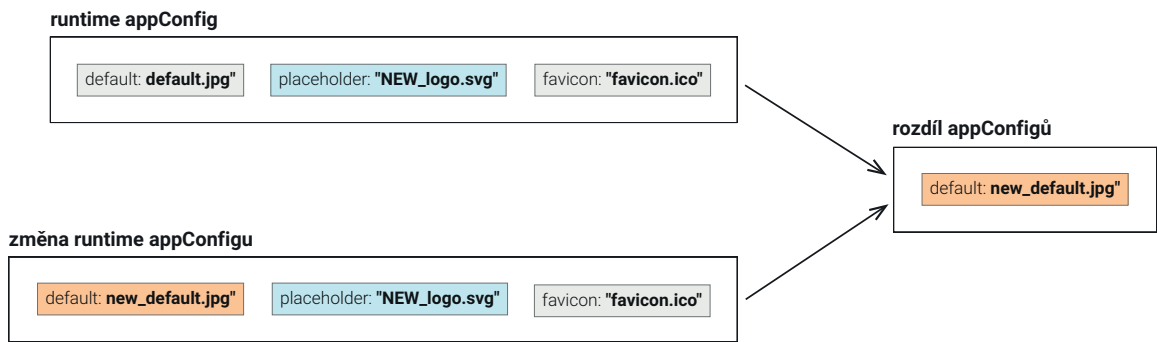 runtime appConfig
default: default.jpg" placeholder: "NEW_logo.svg" favicon: "favicon.ico"
rozdíl appConfigů
default: new_default.jpg"
změna runtime appConfigu
default: new_default.jpg" placeholder: "NEW_logo.svg" favicon: "favicon.ico"